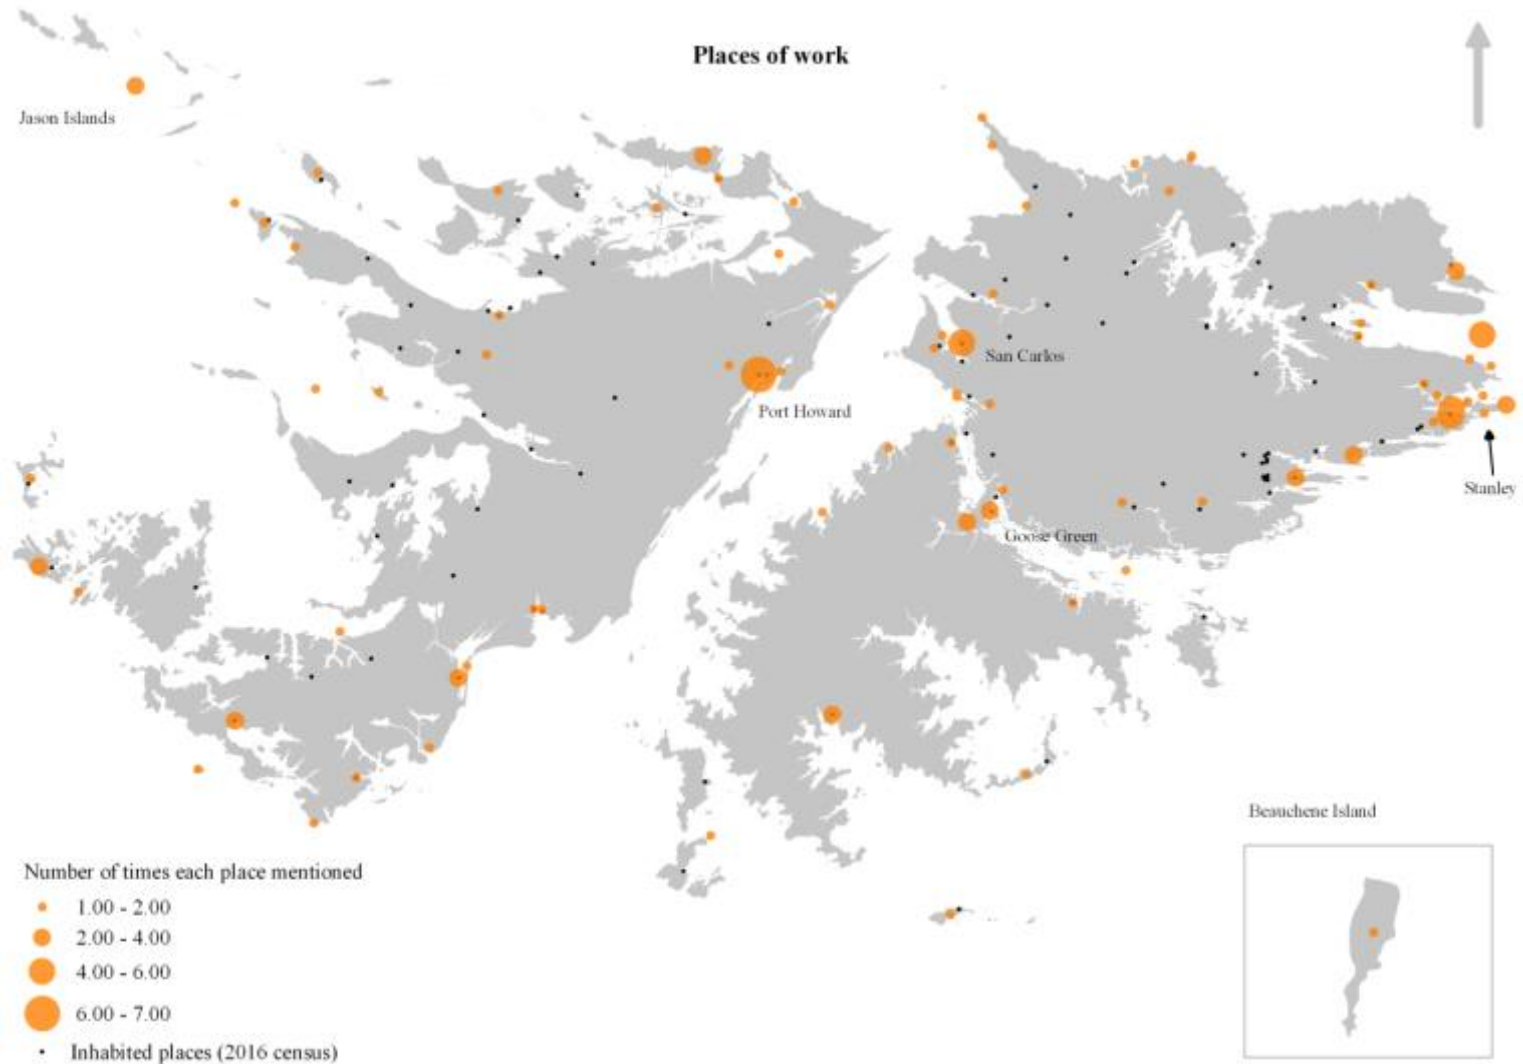 Places of work
Jason Islands
San Carlos
Port Howard
Stanley
Goose Green
Beauchene Island
Number of times each place mentioned
1.00 - 2.00
2.00 - 4.00
4.00 - 6.00
6.00 - 7.00
Inhabited places (2016 census)